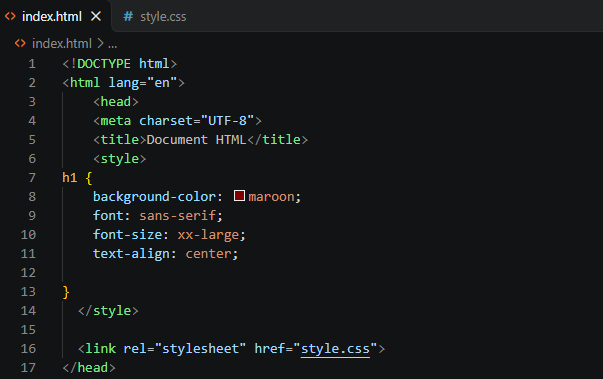 index.html
style.css
index.html > ...
1 <!DOCTYPE html>
2 <html lang="en">
3 <head>
4 <meta charset="UTF-8">
5 <title>Document HTML</title>
6 <style>
7 h1 {
8 background-color: maroon;
9 font: sans-serif;
10 font-size: xx-large;
11 text-align: center;
12
13 }
14 </style>
15
16 <link rel="stylesheet" href="style.css">
17 </head>